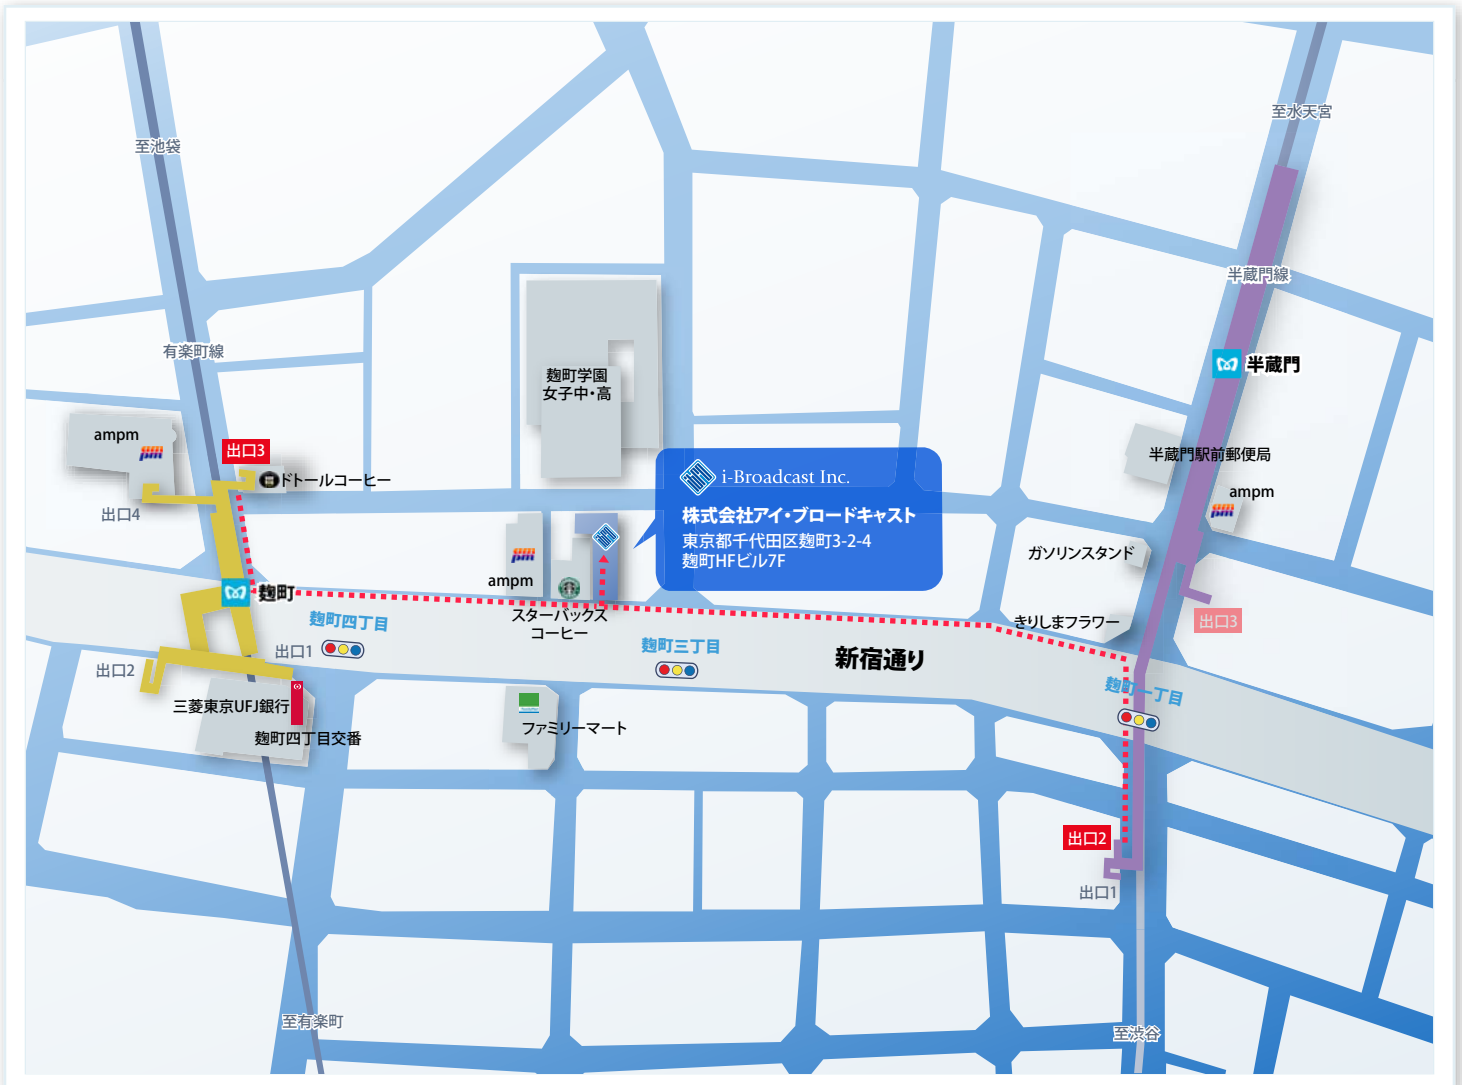 至水天宮
至池袋
半蔵門線
有楽町線
半蔵門
麹町学園
女子中・高
ampm
出口3
半蔵門駅前郵便局
ドトールコーヒー
i-Broadcast Inc.
ampm
出口4
株式会社アイ・ブロードキャスト
東京都千代田区麹町3-2-4
麹町HFビル7F
ガソリンスタンド
ampm
麹町
スターバックス
コーヒー
麹町四丁目
きりしまフラワー
出口3
出口1
麹町三丁目
新宿通り
出口2
麹町一丁目
三菱東京UFJ銀行
ファミリーマート
麹町四丁目交番
出口2
出口1
至有楽町
至渋谷